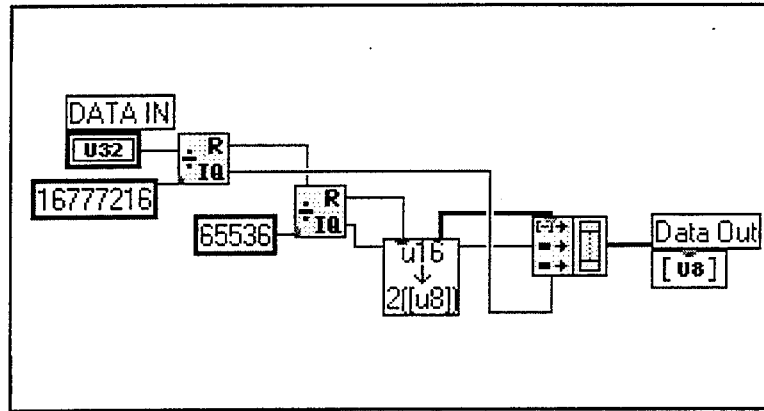 DATA IN
U32
÷ R
IQ
16777216
÷ R
IQ
65536
u16
↓
2([u8])
Data Out
[U8]